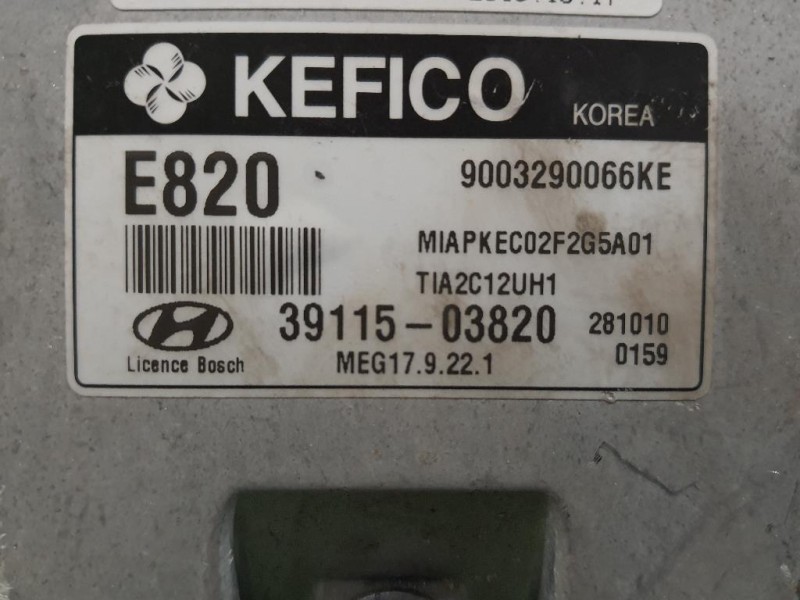 KEFICO KOREA
E820 9003290066KE
MIAPKEC02F2G5A01
TIA2C12UH1
39115-03820 281010
Licence Bosch MEG17.9.22.1 0159